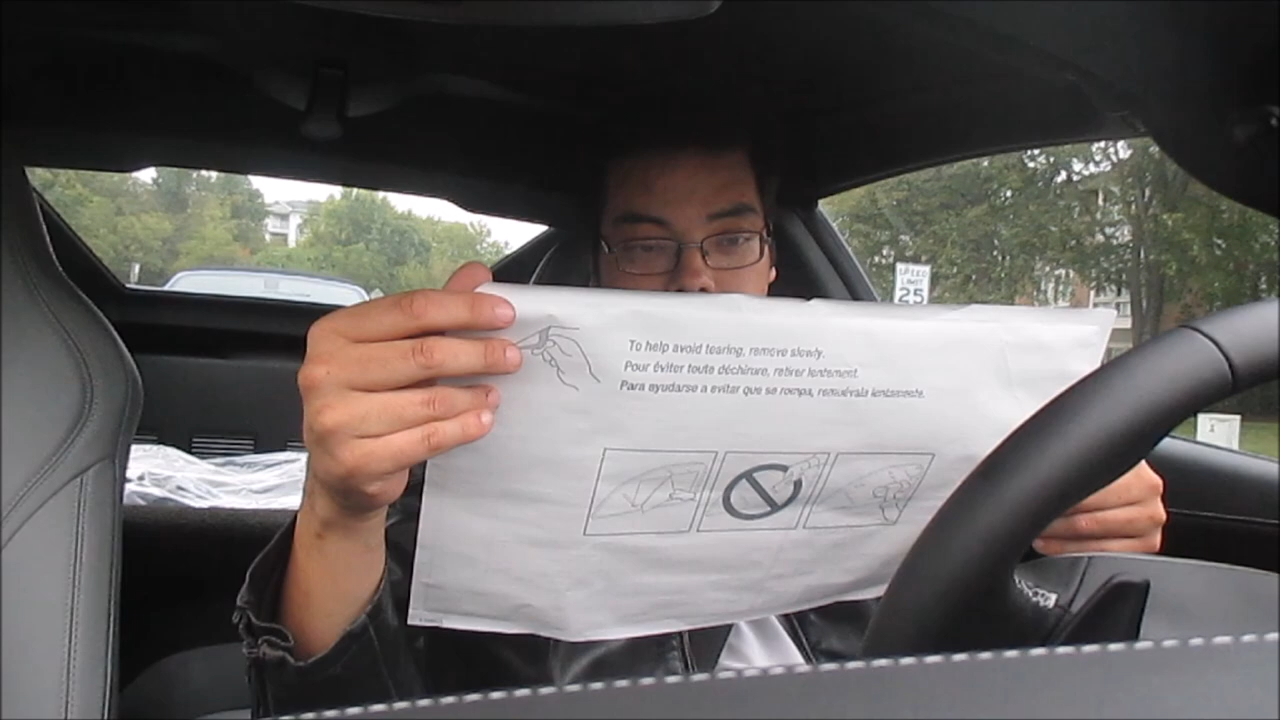 SPEED
LIMIT
25
To help avoid tearing, remove slowly.
Pour éviter toute déchirure, retirer lentement.
Para ayudarse a evitar que se rompa, remuévala lentamente.